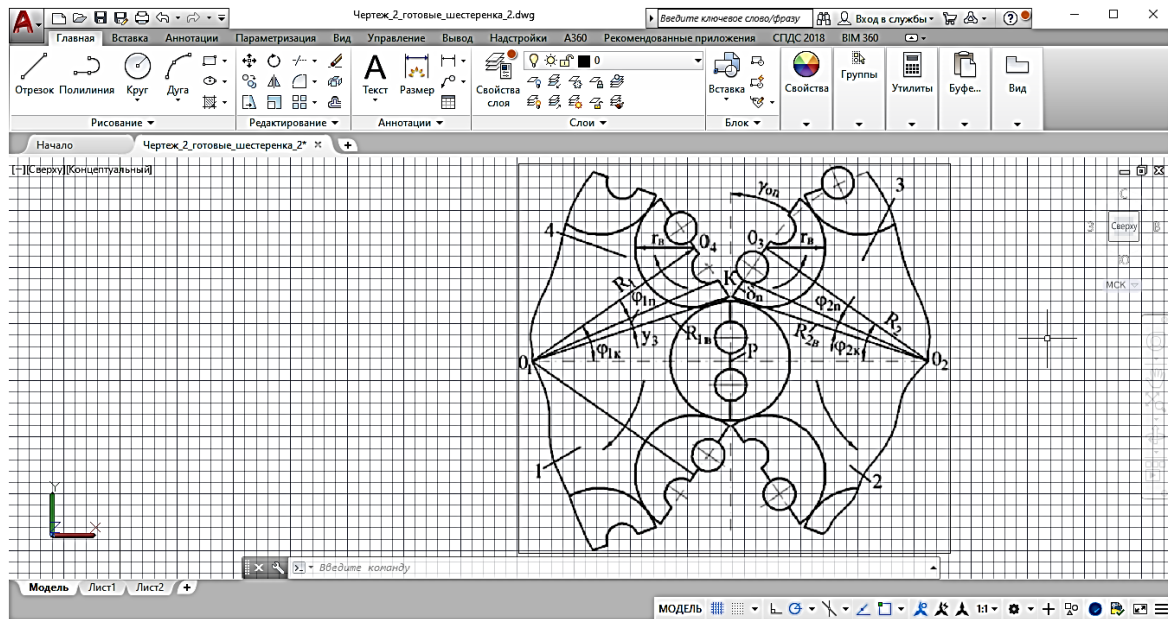 Чертеж_2_готовые_шестеренка_2.dwg
Введите ключевое слово/фразу
Вход в службы
Главная Вставка Аннотации Параметризация Вид Управление Вывод Надстройки A360 Рекомендованные приложения СПДС 2018 BIM 360
0
Отрезок Полилиния Круг Дуга
Текст Размер
Свойства слоя
Вставка
Свойства
Группы
Утилиты
Буфе...
Вид
Рисование
Редактирование
Аннотации
Слои
Блок
Начало
Чертеж_2_готовые_шестеренка_2*
[−][Сверху][Концептуальный]
С
З Сверху В
Ю
МСК
γоп
3
4
rв O4 O3 rв
R1 K
φ1п δп φ2п
R2
y3 R1в R2в
φ1к P φ2к
O1 O2
1 2
Y
Z X
Введите команду
Модель Лист1 Лист2
МОДЕЛЬ
1:1